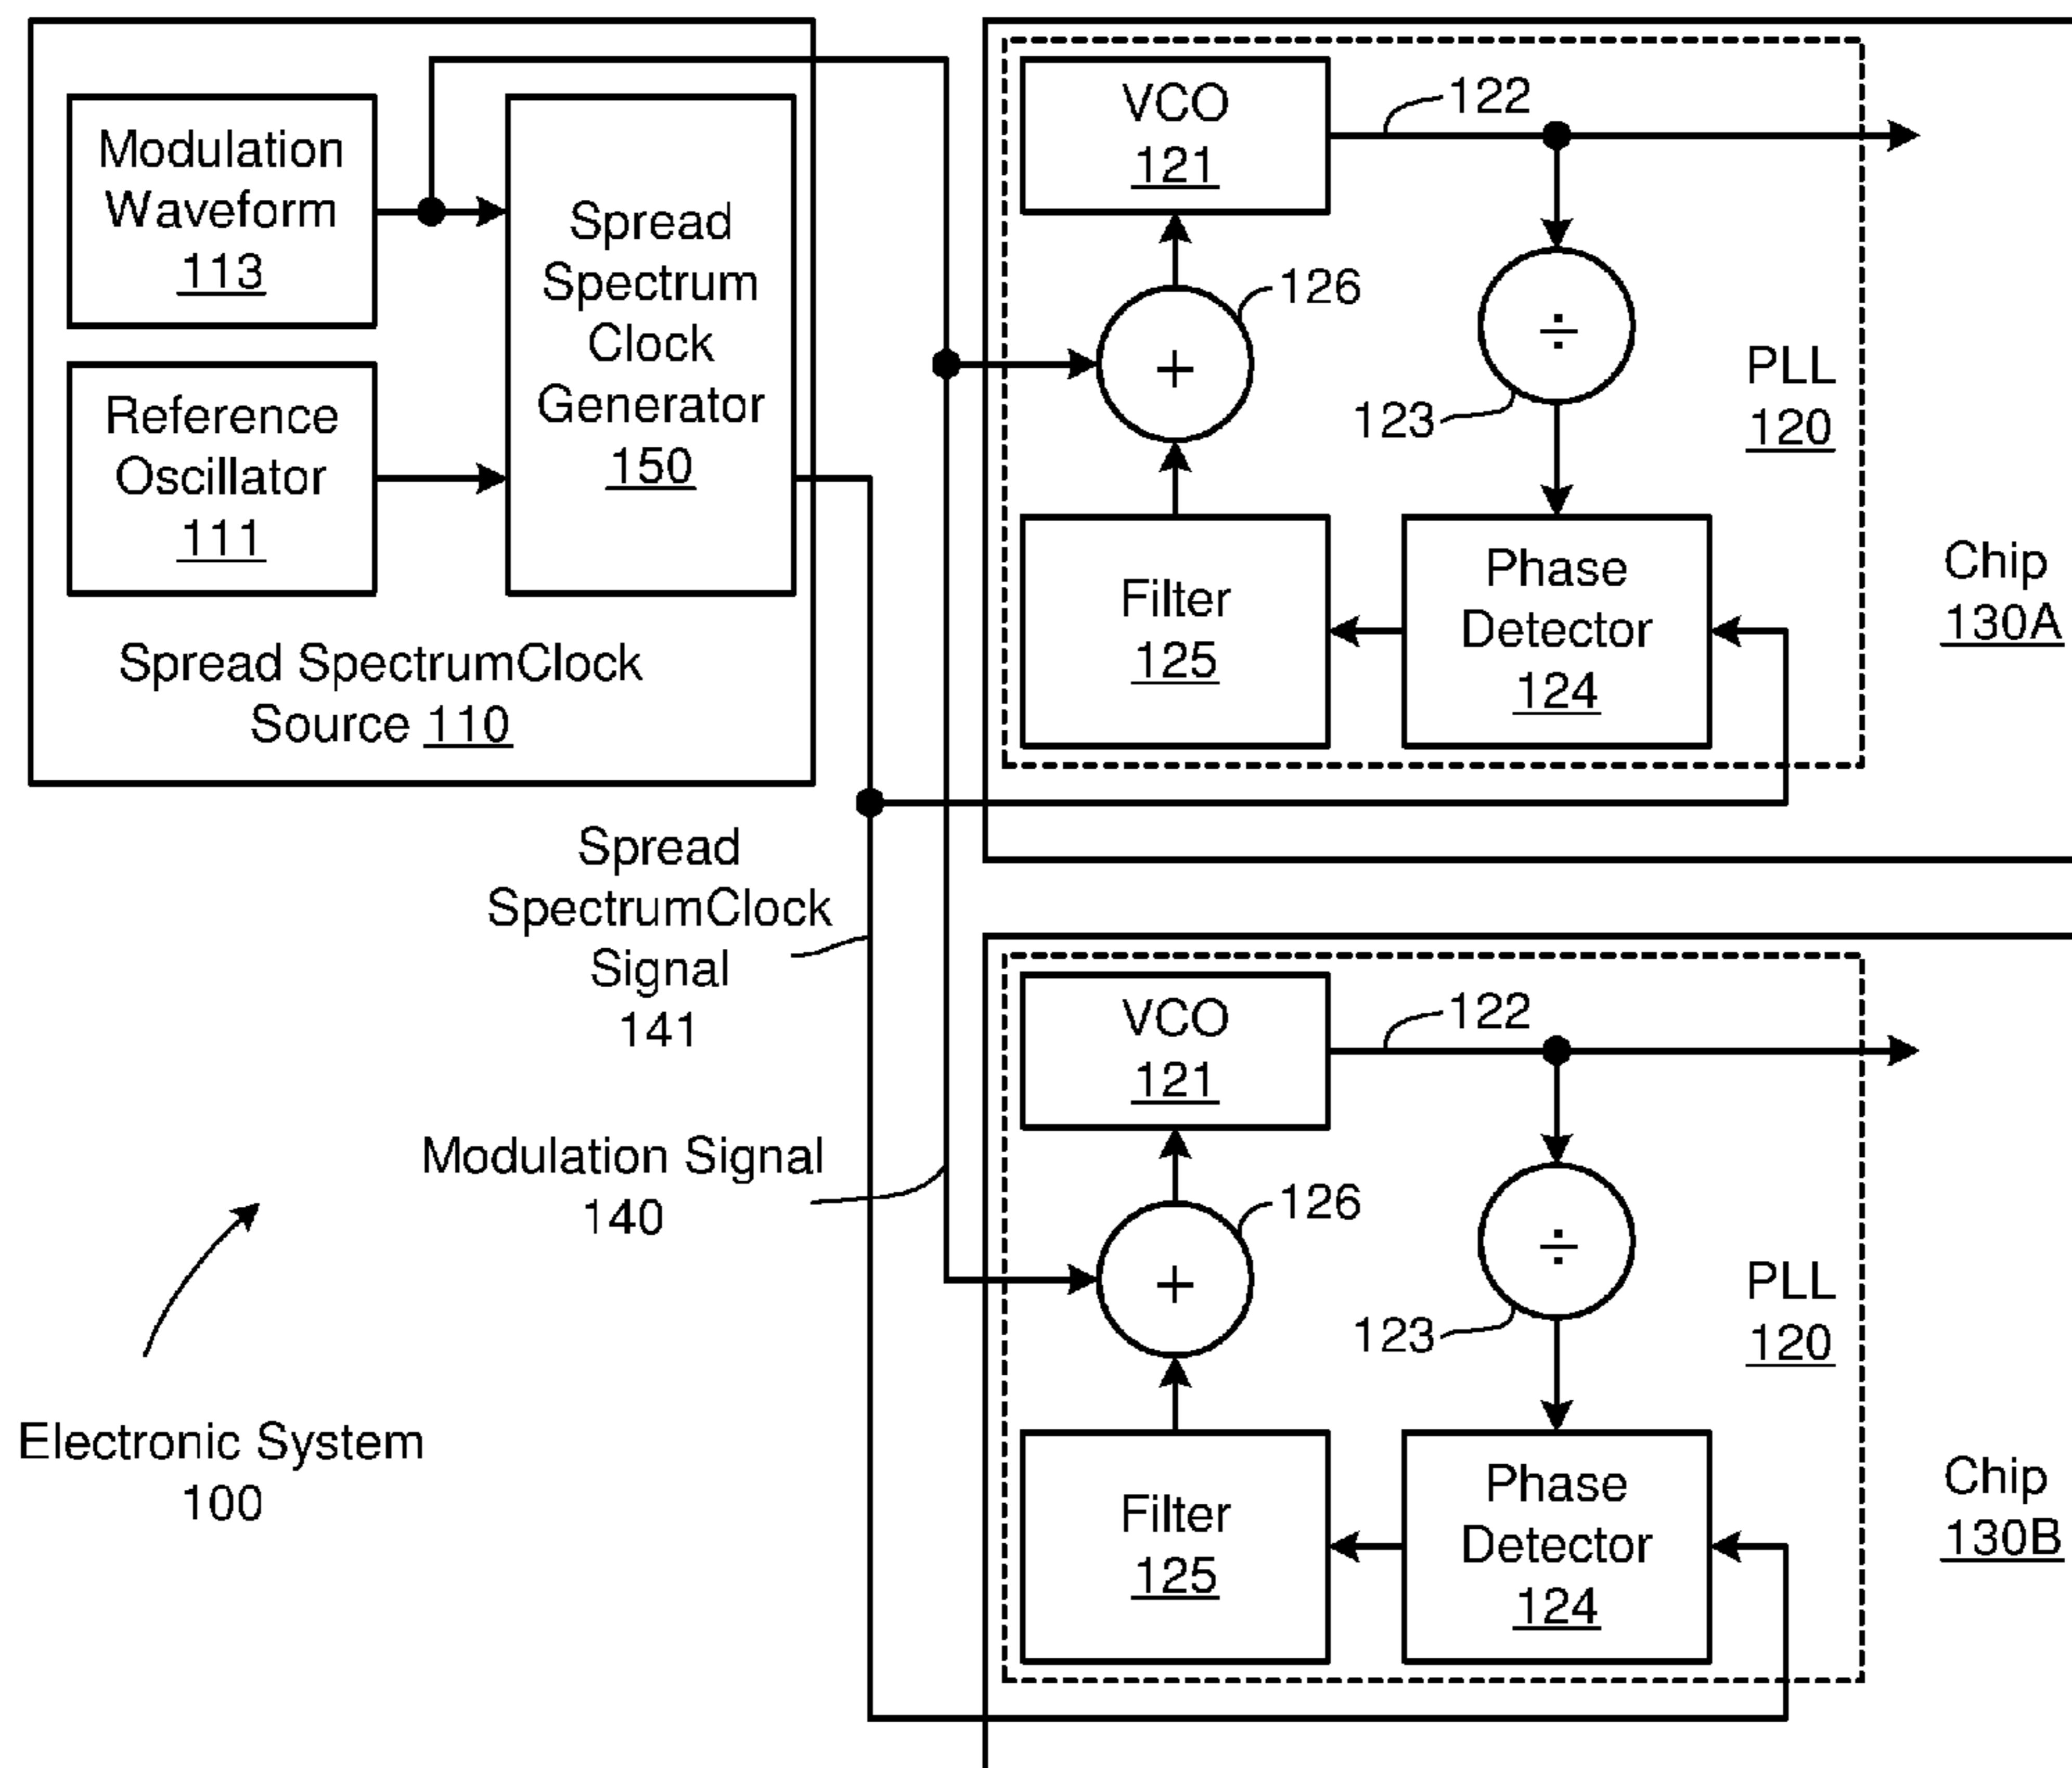 Modulation
Waveform
113
Reference
Oscillator
111
Spread
Spectrum
Clock
Generator
150
Spread SpectrumClock
Source 110
VCO
121
122
126
+
÷
123
PLL
120
Filter
125
Phase
Detector
124
Chip
130A
Spread
SpectrumClock
Signal
141
Modulation Signal
140
Electronic System
100
VCO
121
122
126
+
÷
123
PLL
120
Filter
125
Phase
Detector
124
Chip
130B